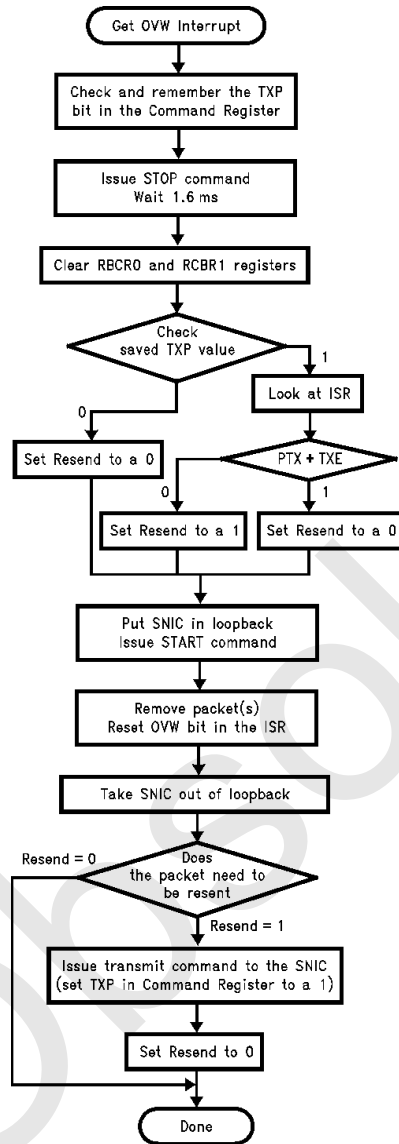 Get OVW Interrupt
Check and remember the TXP
bit in the Command Register
Issue STOP command
Wait 1.6 ms
Clear RBCR0 and RCBR1 registers
Check
saved TXP value
1
0
Look at ISR
Set Resend to a 0
PTX + TXE
0
1
Set Resend to a 1
Set Resend to a 0
Put SNIC in loopback
Issue START command
Remove packet(s)
Reset OVW bit in the ISR
Take SNIC out of loopback
Resend = 0
Does
the packet need to
be resent
Resend = 1
Issue transmit command to the SNIC
(set TXP in Command Register to a 1)
Set Resend to 0
Done